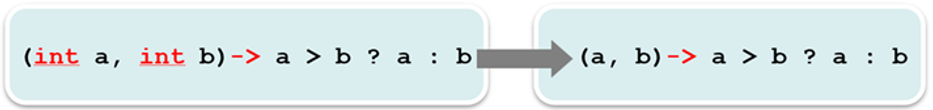 (int a, int b)-> a > b ? a : b
(a, b)-> a > b ? a : b